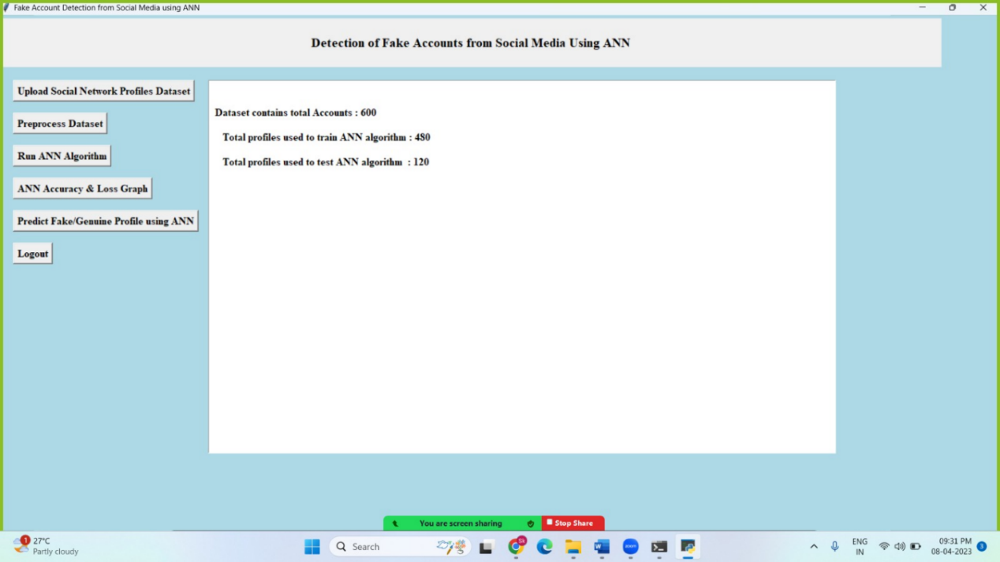 Fake Account Detection from Social Media using ANN
Detection of Fake Accounts from Social Media Using ANN
Upload Social Network Profiles Dataset
Preprocess Dataset
Run ANN Algorithm
ANN Accuracy & Loss Graph
Predict Fake/Genuine Profile using ANN
Logout
Dataset contains total Accounts : 600
Total profiles used to train ANN algorithm : 480
Total profiles used to test ANN algorithm : 120
You are screen sharing
Stop Share
1
27°C
Partly cloudy
Search
zoom
ENG
IN
09:31 PM
08-04-2023
3